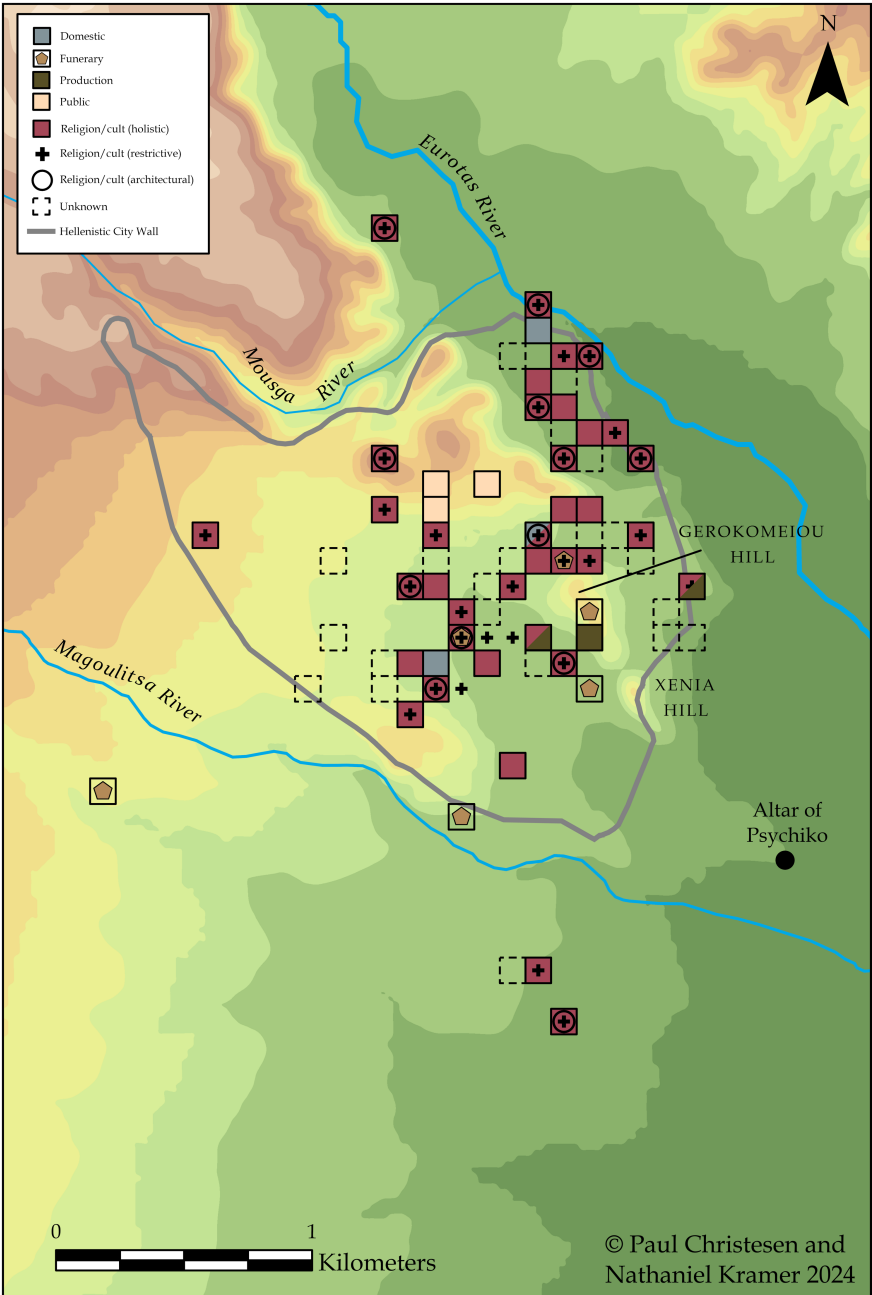 Domestic
Funerary
Production
Public
Religion/cult (holistic)
Religion/cult (restrictive)
Religion/cult (architectural)
Unknown
Hellenistic City Wall
N
Eurotas River
Mousga River
GEROKOMEIOU
HILL
Magoulitsa River
XENIA
HILL
Altar of
Psychiko
0 1
Kilometers
© Paul Christesen and
Nathaniel Kramer 2024